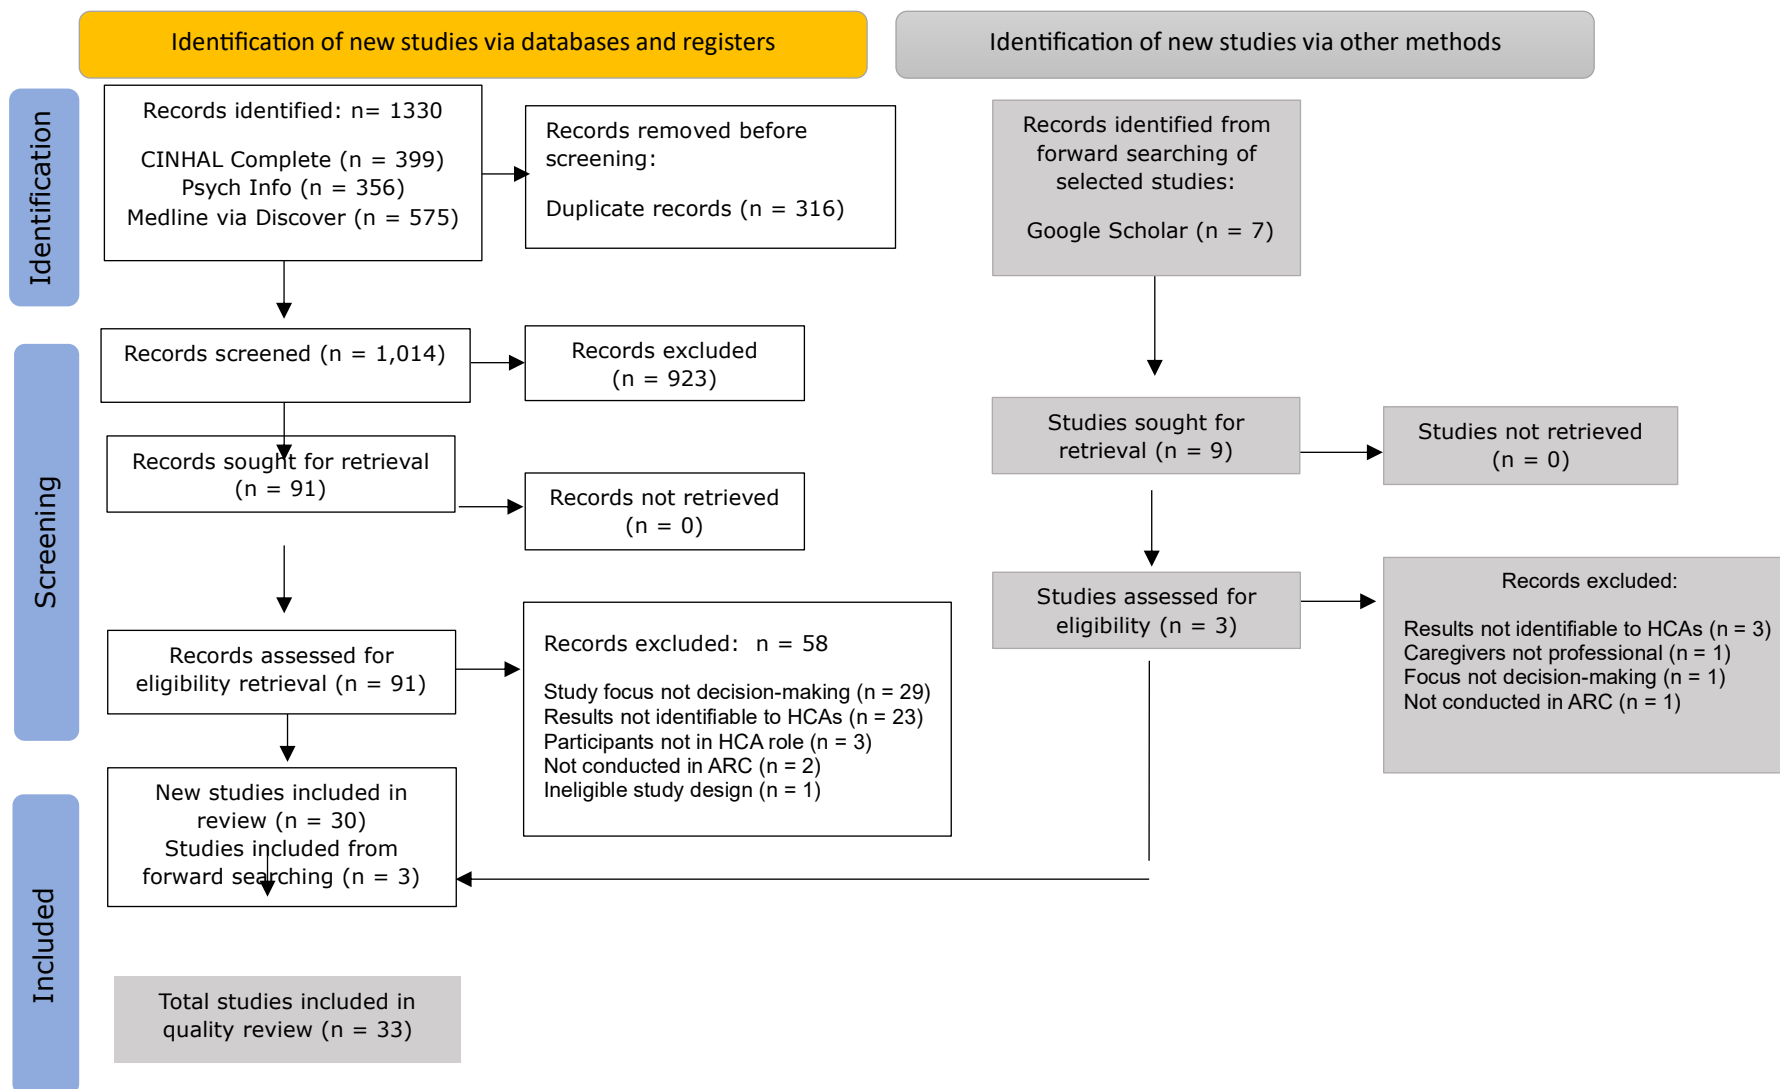 Identification of new studies via databases and registers
Identification of new studies via other methods
Identification
Records identified: n= 1330
CINHAL Complete (n = 399)
Psych Info (n = 356)
Medline via Discover (n = 575)
Records removed before
screening:
Duplicate records (n = 316)
Records identified from
forward searching of
selected studies:
Google Scholar (n = 7)
Screening
Records screened (n = 1,014)
Records excluded
(n = 923)
Records sought for retrieval
(n = 91)
Records not retrieved
(n = 0)
Studies sought for
retrieval (n = 9)
Studies not retrieved
(n = 0)
Records assessed for
eligibility retrieval (n = 91)
Records excluded:  n = 58
Study focus not decision-making (n = 29)
Results not identifiable to HCAs (n = 23)
Participants not in HCA role (n = 3)
Not conducted in ARC (n = 2)
Ineligible study design (n = 1)
Studies assessed for
eligibility (n = 3)
Records excluded:
Results not identifiable to HCAs (n = 3)
Caregivers not professional (n = 1)
Focus not decision-making (n = 1)
Not conducted in ARC (n = 1)
Included
New studies included in
review (n = 30)
Studies included from
forward searching (n = 3)
Total studies included in
quality review (n = 33)